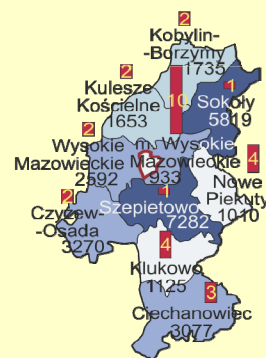 2
Kobylin-
-Borzymy
1735
2
Kulesze
Kościelne
1653
10
1
Sokoły
5819
2
Wysokie
Mazowieckie
2592
m. Wysokie
Mazowieckie
933
4
Nowe
Piekuty
1010
2
Czyżew-
-Osada
3270
1
Szepietowo
7282
4
Klukowo
1125
3
Ciechanowiec
3077